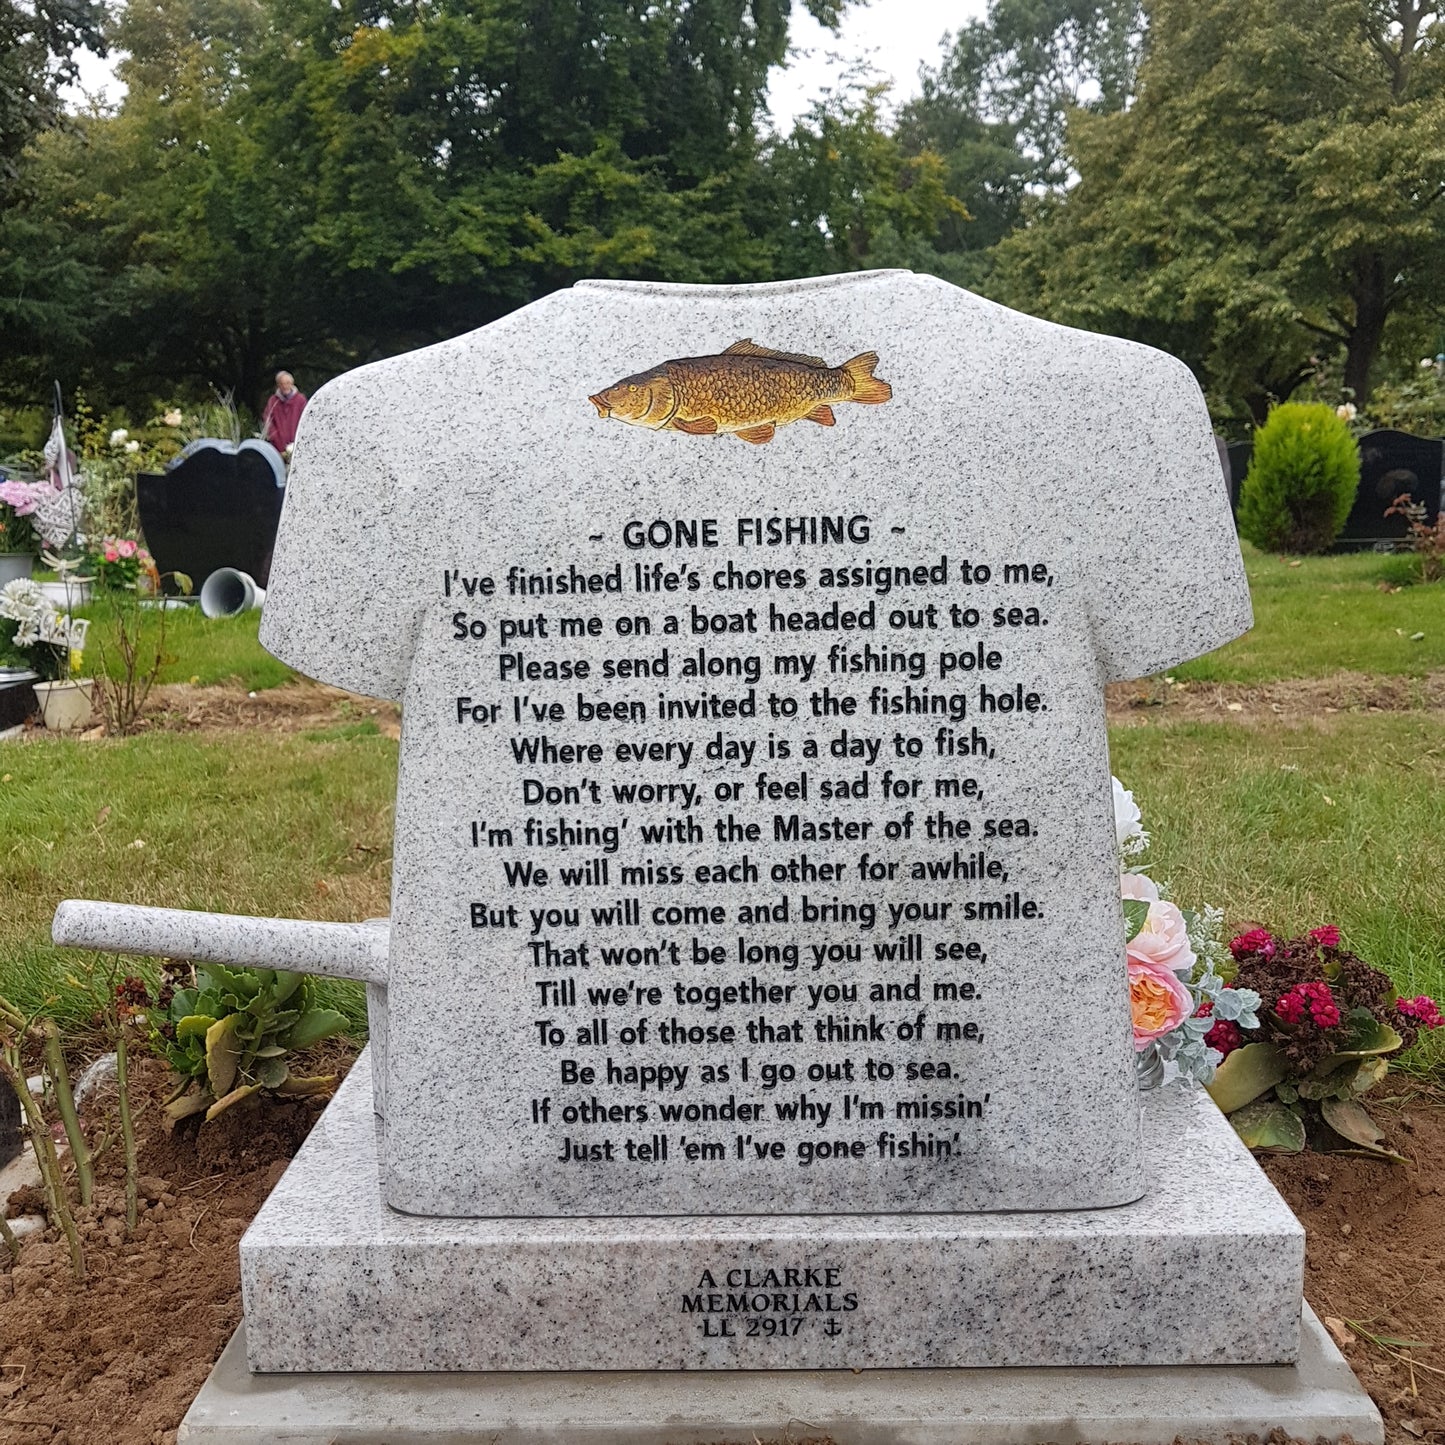 ~ GONE FISHING ~
I've finished life's chores assigned to me,
So put me on a boat headed out to sea.
Please send along my fishing pole
For I've been invited to the fishing hole.
Where every day is a day to fish,
Don't worry, or feel sad for me,
I'm fishing' with the Master of the sea.
We will miss each other for awhile,
But you will come and bring your smile.
That won't be long you will see,
Till we're together you and me.
To all of those that think of me,
Be happy as I go out to sea.
If others wonder why I'm missin'
Just tell 'em I've gone fishin'.
A CLARKE
MEMORIALS
LL 2917 ⚓